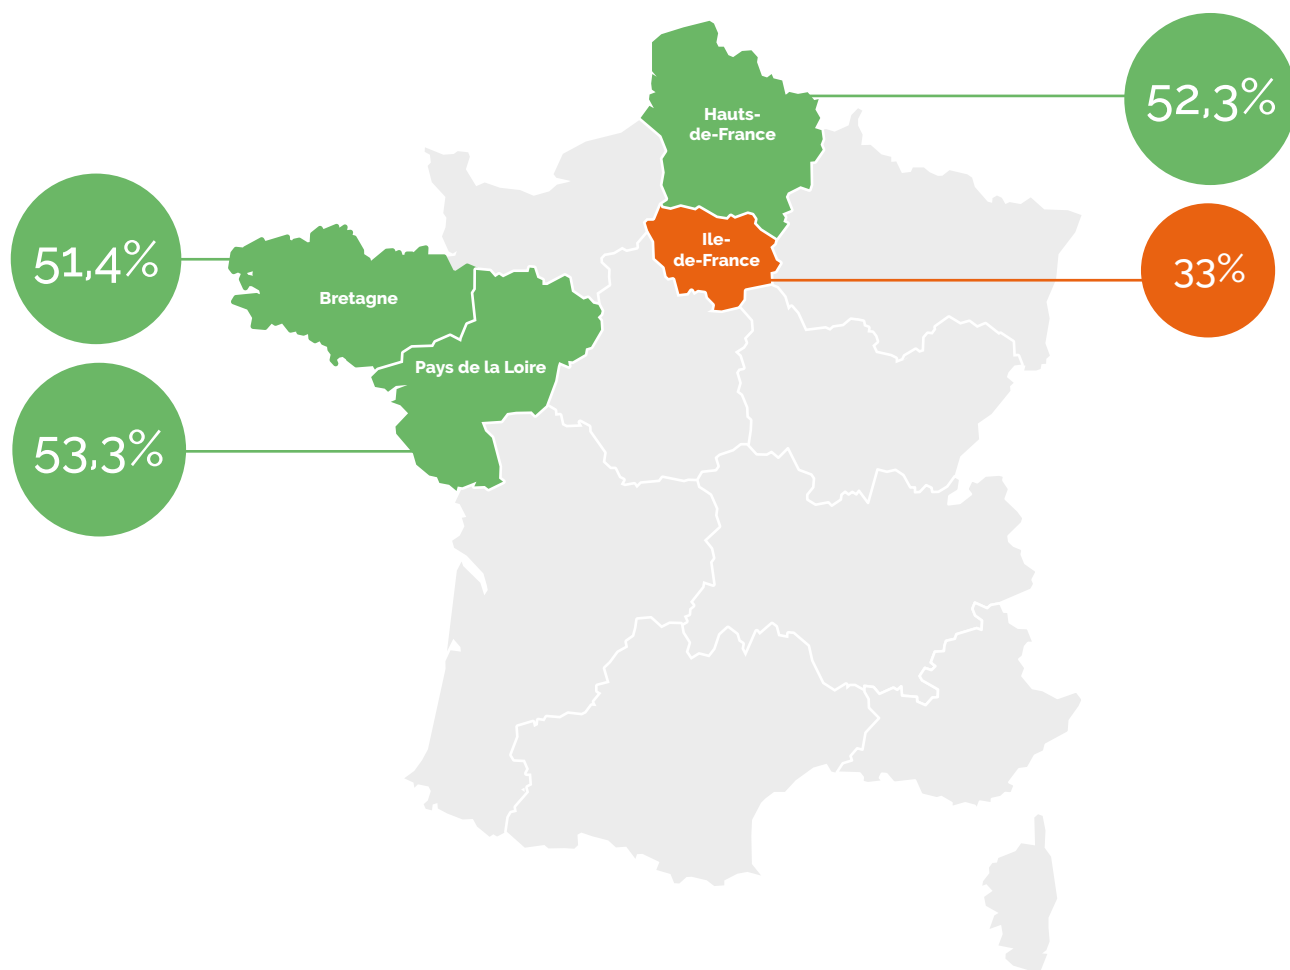 52,3%
Hauts-
de-France
51,4%
Ile-
de-France
33%
Bretagne
Pays de la Loire
53,3%